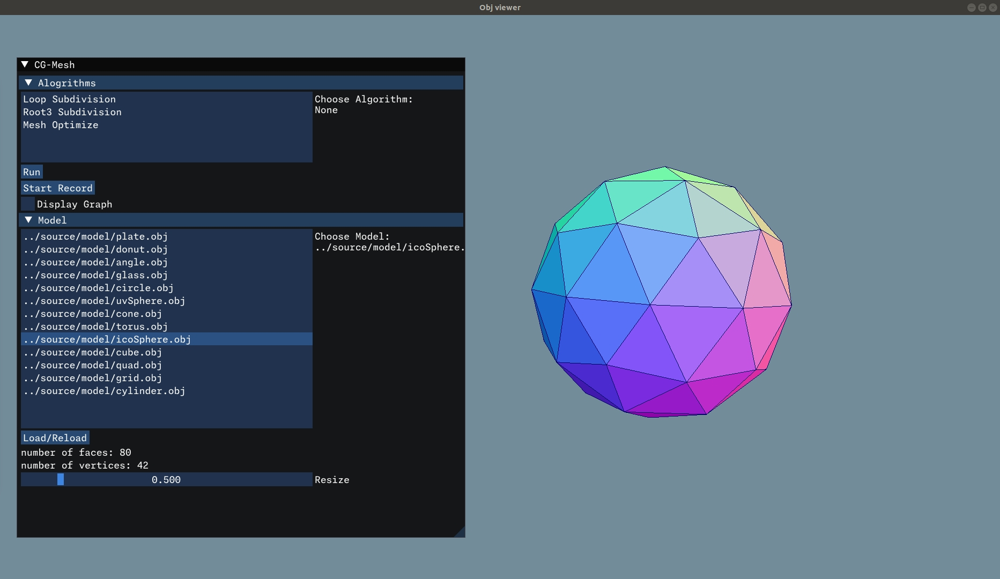 Obj viewer
CG-Mesh
Alogrithms
Loop Subdivision
Root3 Subdivision
Mesh Optimize
Choose Algorithm:
None
Run
Start Record
Display Graph
Model
../source/model/plate.obj
../source/model/donut.obj
../source/model/angle.obj
../source/model/glass.obj
../source/model/circle.obj
../source/model/uvSphere.obj
../source/model/cone.obj
../source/model/torus.obj
../source/model/icoSphere.obj
../source/model/cube.obj
../source/model/quad.obj
../source/model/grid.obj
../source/model/cylinder.obj
Choose Model:
../source/model/icoSphere.
Load/Reload
number of faces: 80
number of vertices: 42
0.500 Resize